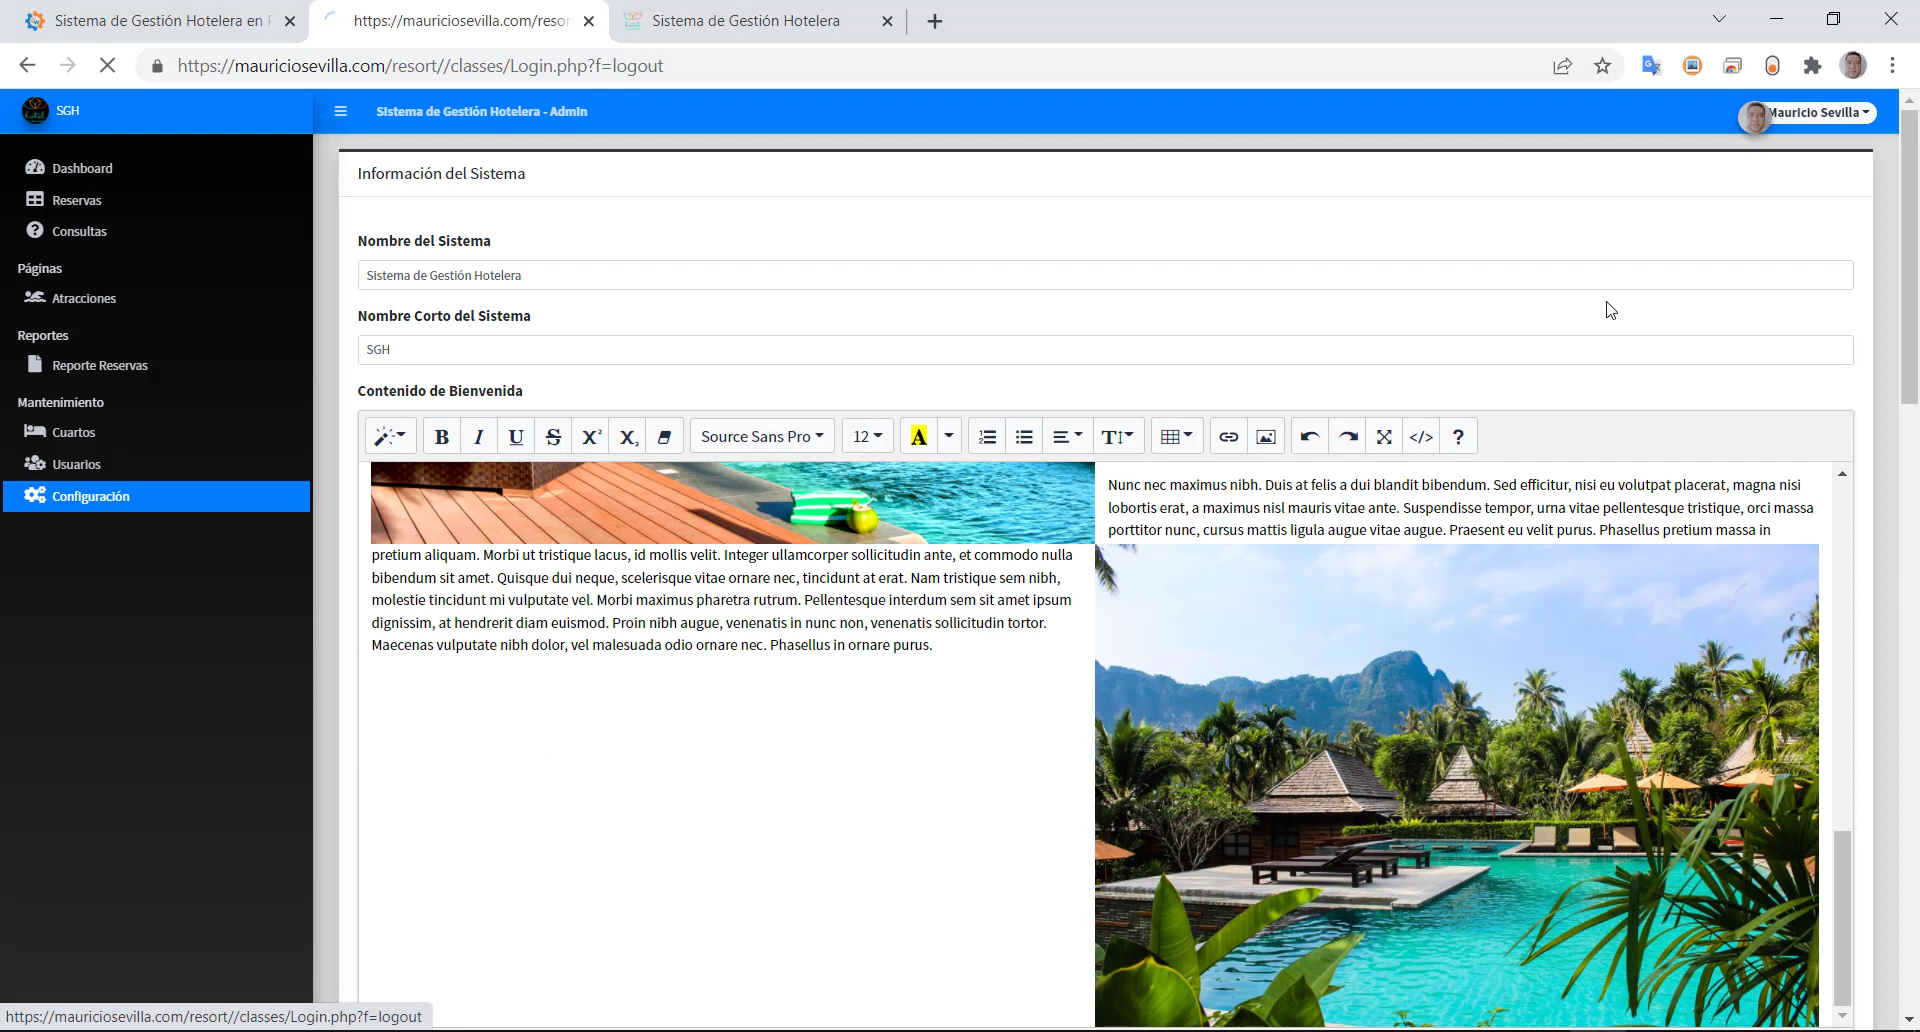 Sistema de Gestión Hotelera en
https://mauriciosevilla.com/resor
Sistema de Gestión Hotelera
https://mauriciosevilla.com/resort//classes/Login.php?f=logout
SGH
Sistema de Gestión Hotelera - Admin
Mauricio Sevilla
Dashboard
Reservas
Consultas
Páginas
Atracciones
Reportes
Reporte Reservas
Mantenimiento
Cuartos
Usuarios
Configuración
Información del Sistema
Nombre del Sistema
Sistema de Gestión Hotelera
Nombre Corto del Sistema
SGH
Contenido de Bienvenida
B I U S X² X₂ Source Sans Pro 12 A T </> ?
pretium aliquam. Morbi ut tristique lacus, id mollis velit. Integer ullamcorper sollicitudin ante, et commodo nulla
bibendum sit amet. Quisque dui neque, scelerisque vitae ornare nec, tincidunt at erat. Nam tristique sem nibh,
molestie tincidunt mi vulputate vel. Morbi maximus pharetra rutrum. Pellentesque interdum sem sit amet ipsum
dignissim, at hendrerit diam euismod. Proin nibh augue, venenatis in nunc non, venenatis sollicitudin tortor.
Maecenas vulputate nibh dolor, vel malesuada odio ornare nec. Phasellus in ornare purus.
Nunc nec maximus nibh. Duis at felis a dui blandit bibendum. Sed efficitur, nisi eu volutpat placerat, magna nisi
lobortis erat, a maximus nisl mauris vitae ante. Suspendisse tempor, urna vitae pellentesque tristique, orci massa
porttitor nunc, cursus mattis ligula augue vitae augue. Praesent eu velit purus. Phasellus pretium massa in
https://mauriciosevilla.com/resort//classes/Login.php?f=logout